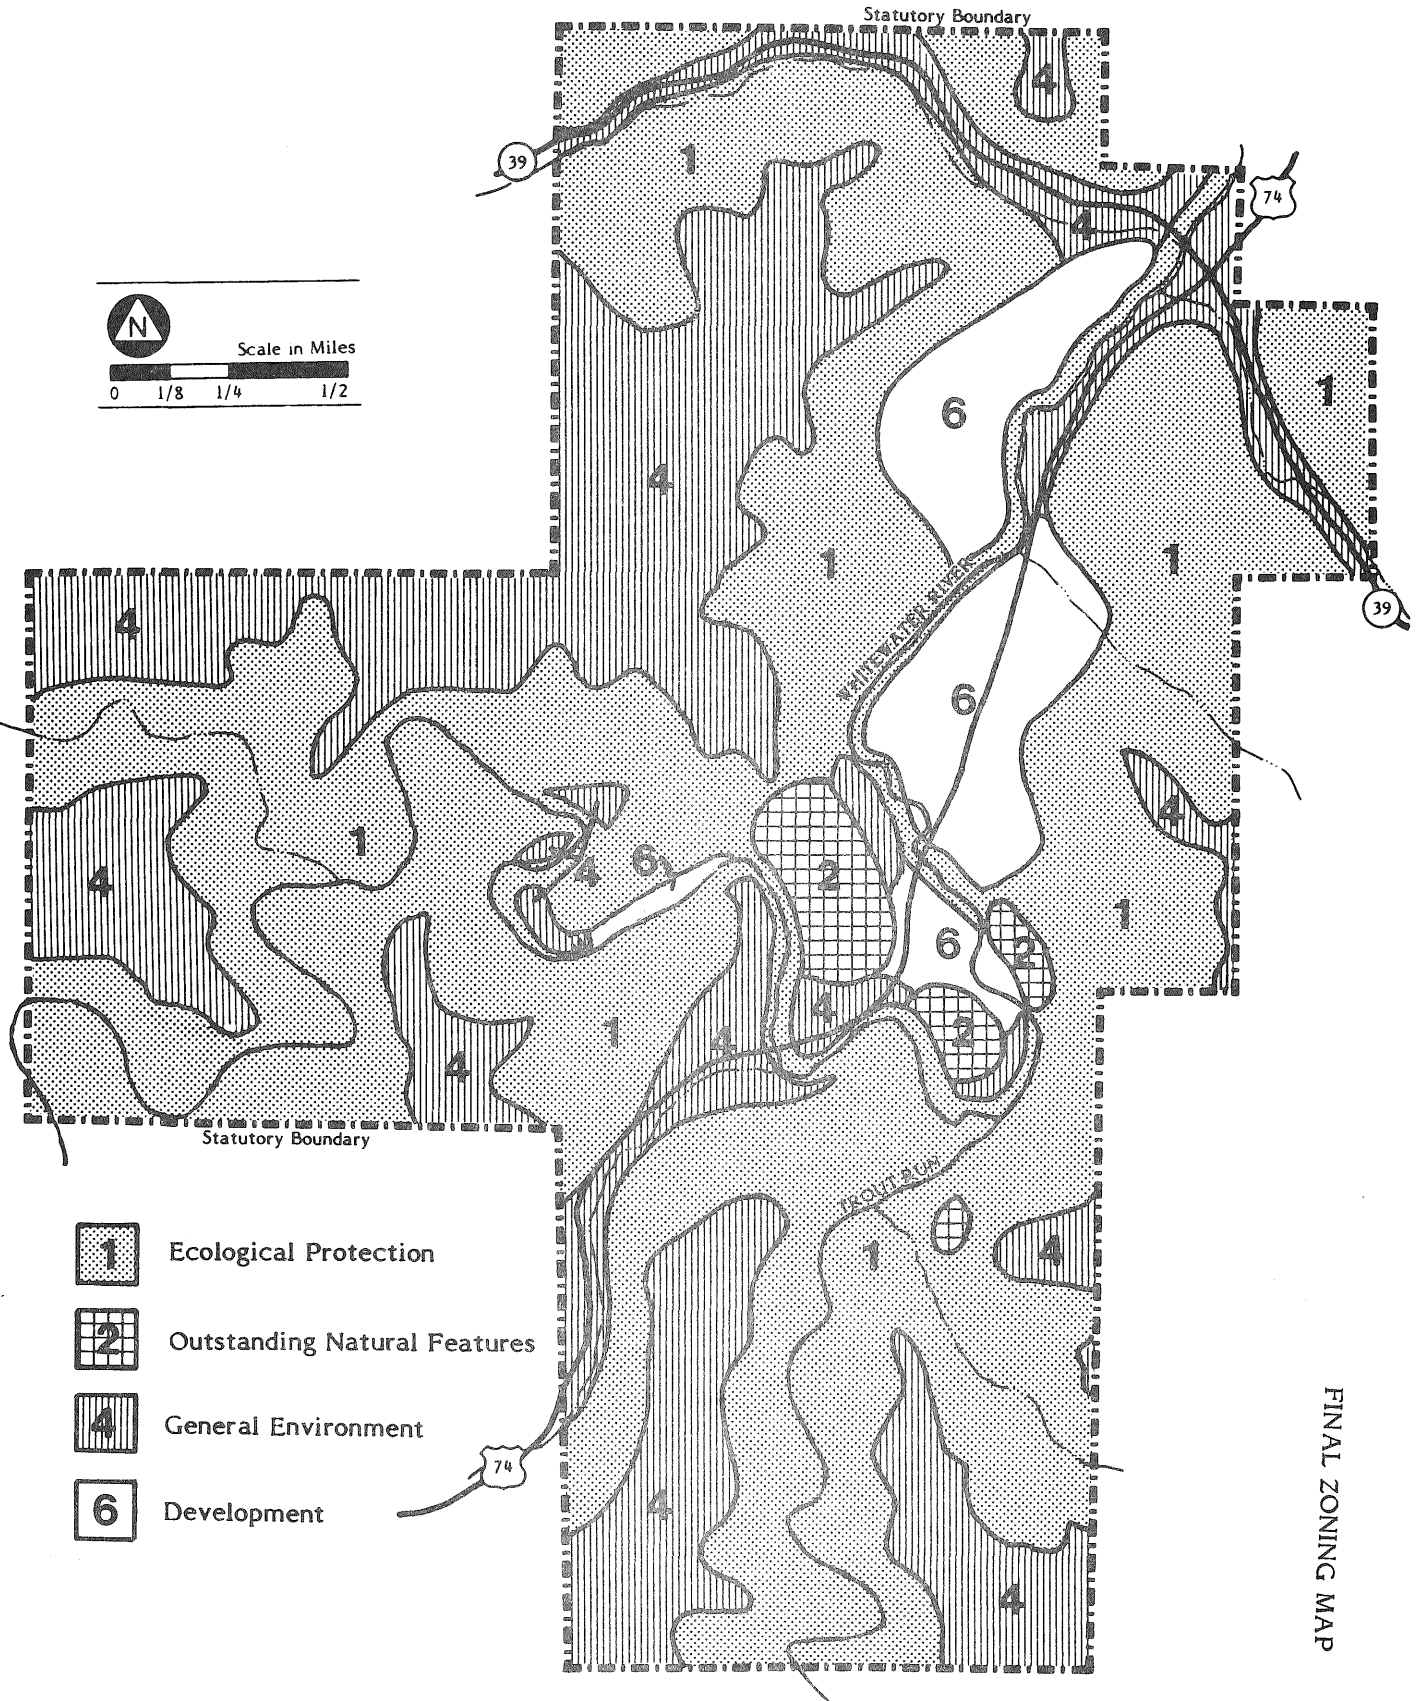 Statutory Boundary
4
39
1
74
4
N
Scale in Miles
0 1/8 1/4 1/2
6
1
4
1
1
WHITEWATER RIVER
39
4
6
4
1
4
2
4
6
4
1
6
2
4
1
4
2
4
Statutory Boundary
TROUT RUN
1
4
1 Ecological Protection
2 Outstanding Natural Features
4 General Environment
74
4
6 Development
4
FINAL ZONING MAP